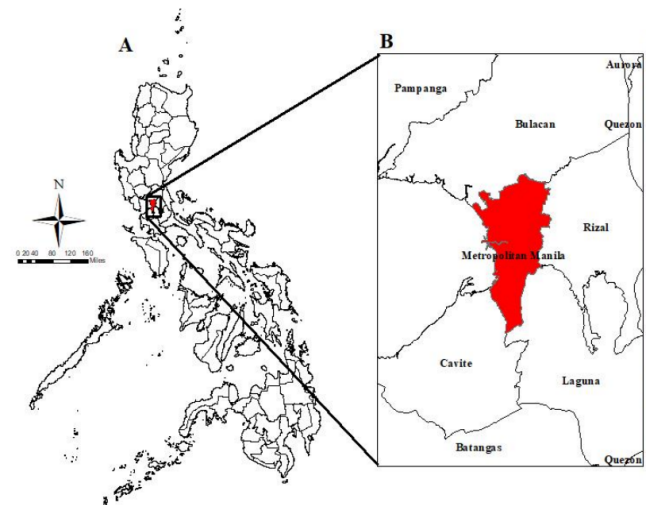 A
B
Aurora
Pampanga
Bulacan
Quezon
N
Rizal
0 20 40 80 120 160
Miles
Metropolitan Manila
Cavite
Laguna
Batangas
Quezon